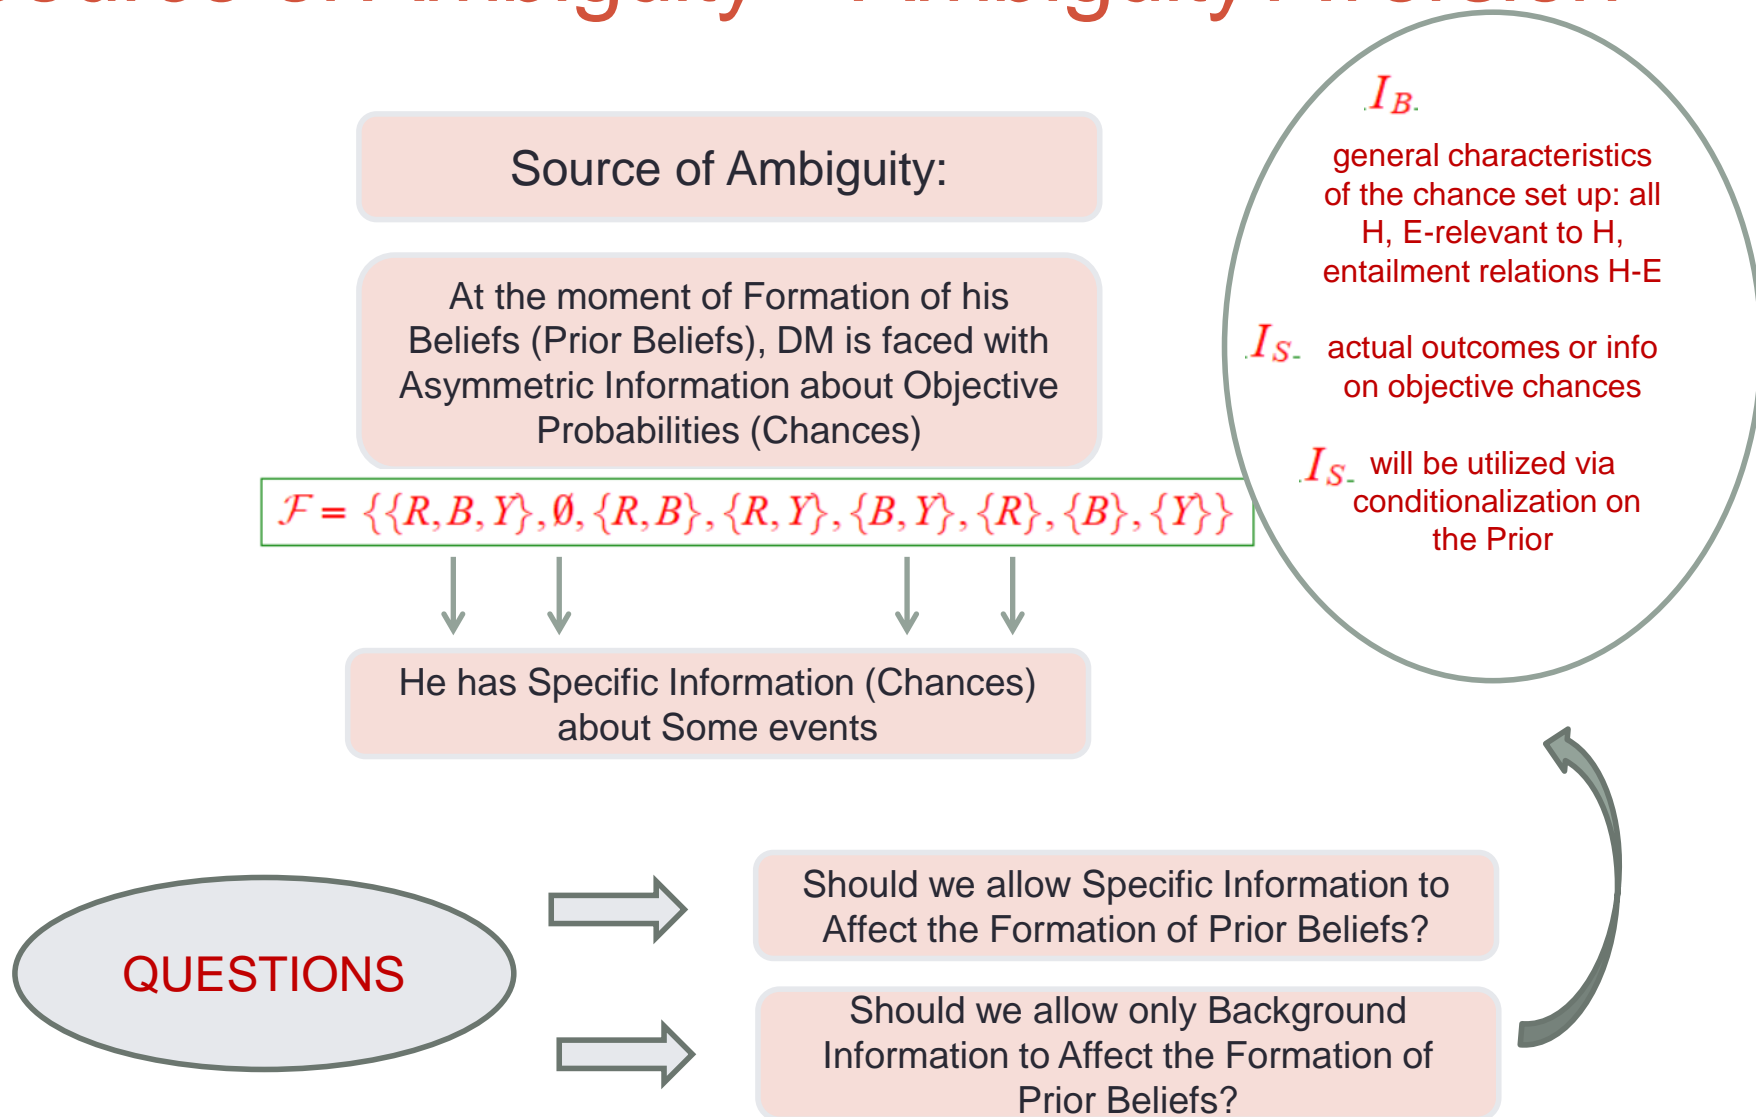 Ambiguity
Source of Ambiguity:
At the moment of Formation of his
Beliefs (Prior Beliefs), DM is faced with
Asymmetric Information about Objective
Probabilities (Chances)
ℱ = {{R, B, Y}, ∅, {R, B}, {R, Y}, {B, Y}, {R}, {B}, {Y}}
He has Specific Information (Chances)
about Some events
I_B
general characteristics
of the chance set up: all
H, E-relevant to H,
entailment relations H-E
I_S actual outcomes or info
on objective chances
I_S will be utilized via
conditionalization on
the Prior
QUESTIONS
Should we allow Specific Information to
Affect the Formation of Prior Beliefs?
Should we allow only Background
Information to Affect the Formation of
Prior Beliefs?